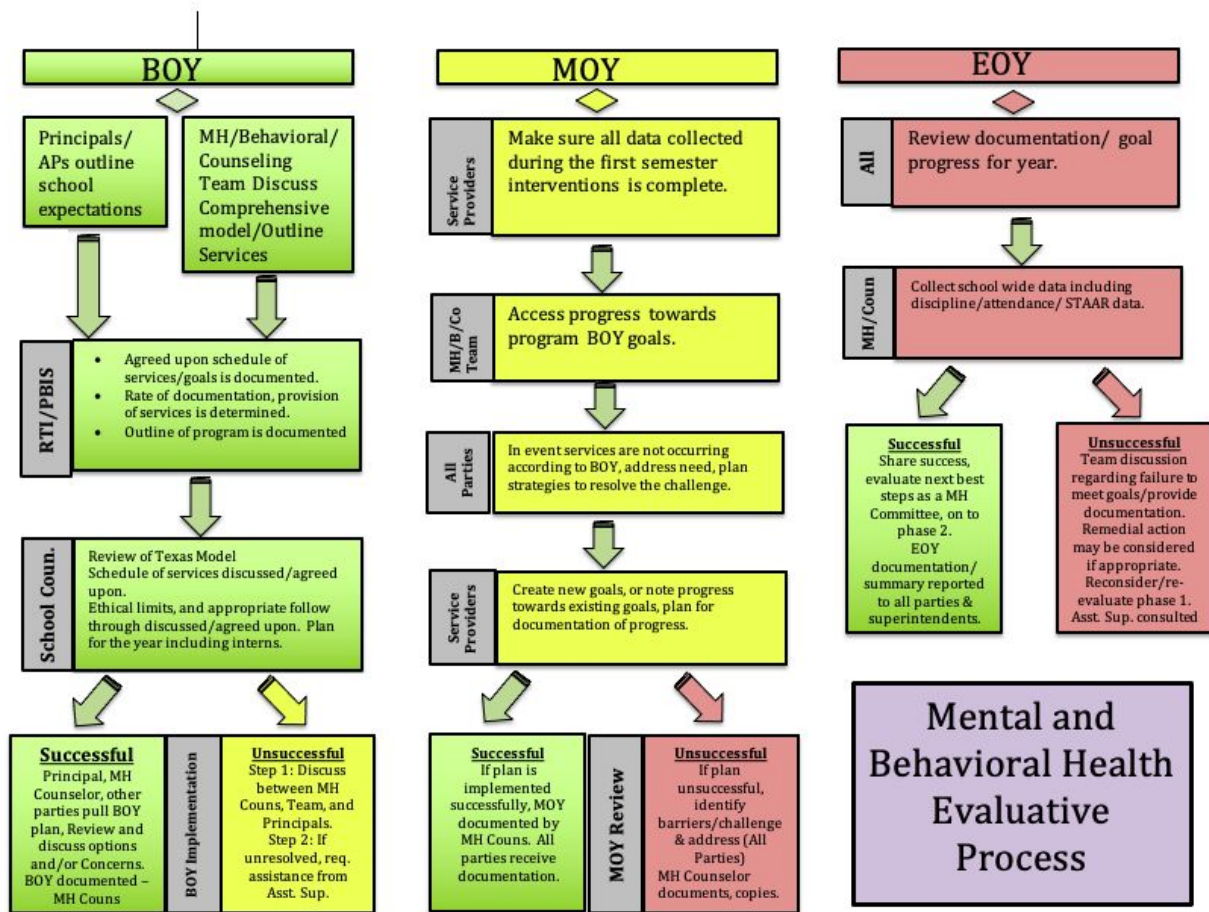 BOY
Principals/
APs outline
school
expectations
MH/Behavioral/
Counseling
Team Discuss
Comprehensive
model/Outline
Services
RTI/PBIS
• Agreed upon schedule of
services/goals is documented.
• Rate of documentation, provision
of services is determined.
• Outline of program is documented
School Coun.
Review of Texas Model
Schedule of services discussed/agreed
upon.
Ethical limits, and appropriate follow
through discussed/agreed upon. Plan
for the year including interns.
Successful
Principal, MH
Counselor, other
parties pull BOY
plan, Review and
discuss options
and/or Concerns.
BOY documented –
MH Couns
BOY Implementation
Unsuccessful
Step 1: Discuss
between MH
Couns, Team, and
Principals.
Step 2: If
unresolved, req.
assistance from
Asst. Sup.
MOY
Service
Providers
Make sure all data collected
during the first semester
interventions is complete.
MH/B/Co
Team
Access progress towards
program BOY goals.
All
Parties
In event services are not occurring
according to BOY, address need, plan
strategies to resolve the challenge.
Service
Providers
Create new goals, or note progress
towards existing goals, plan for
documentation of progress.
Successful
If plan is
implemented
successfully, MOY
documented by
MH Couns. All
parties receive
documentation.
MOY Review
Unsuccessful
If plan
unsuccessful,
identify
barriers/challenge
& address (All
Parties)
MH Counselor
documents, copies.
EOY
All
Review documentation/ goal
progress for year.
MH/Coun
Collect school wide data including
discipline/attendance/ STAAR data.
Successful
Share success,
evaluate next best
steps as a MH
Committee, on to
phase 2.
EOY
documentation/
summary reported
to all parties &
superintendents.
Unsuccessful
Team discussion
regarding failure to
meet goals/provide
documentation.
Remedial action
may be considered
if appropriate.
Reconsider/re-
evaluate phase 1.
Asst. Sup. consulted
Mental and
Behavioral Health
Evaluative
Process